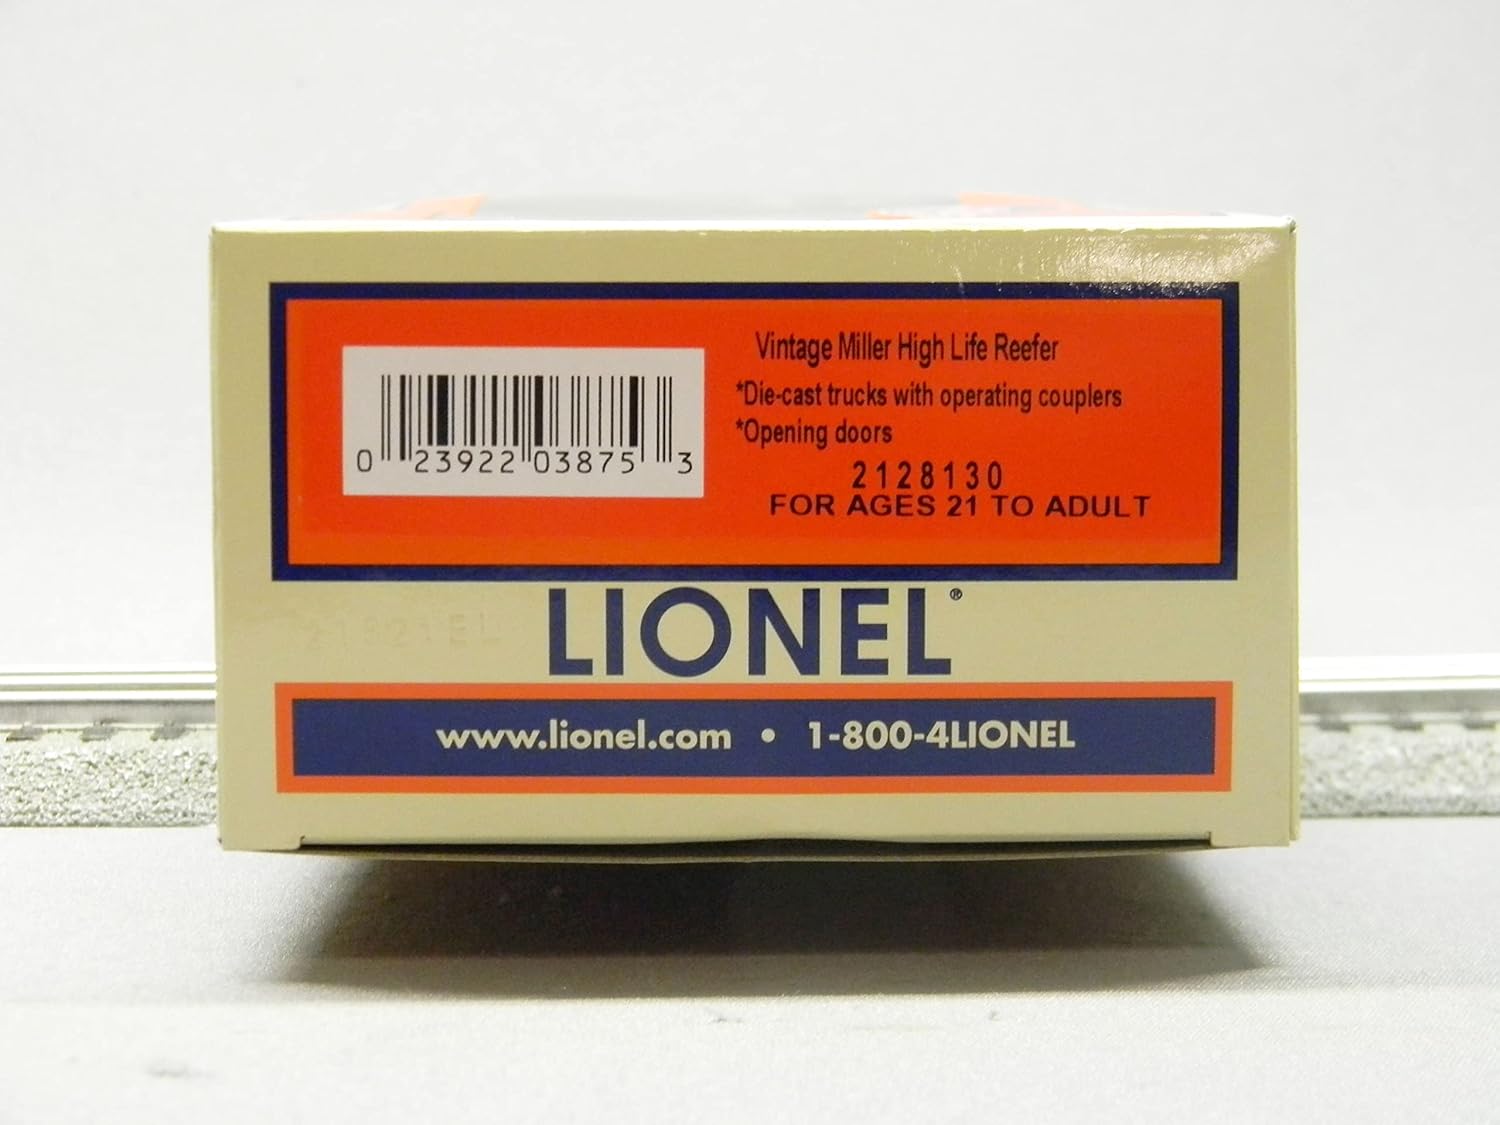 Vintage Miller High Life Reefer
*Die-cast trucks with operating couplers
*Opening doors
2128130
FOR AGES 21 TO ADULT
0 23922 03875 3
LIONEL®
www.lionel.com • 1-800-4LIONEL